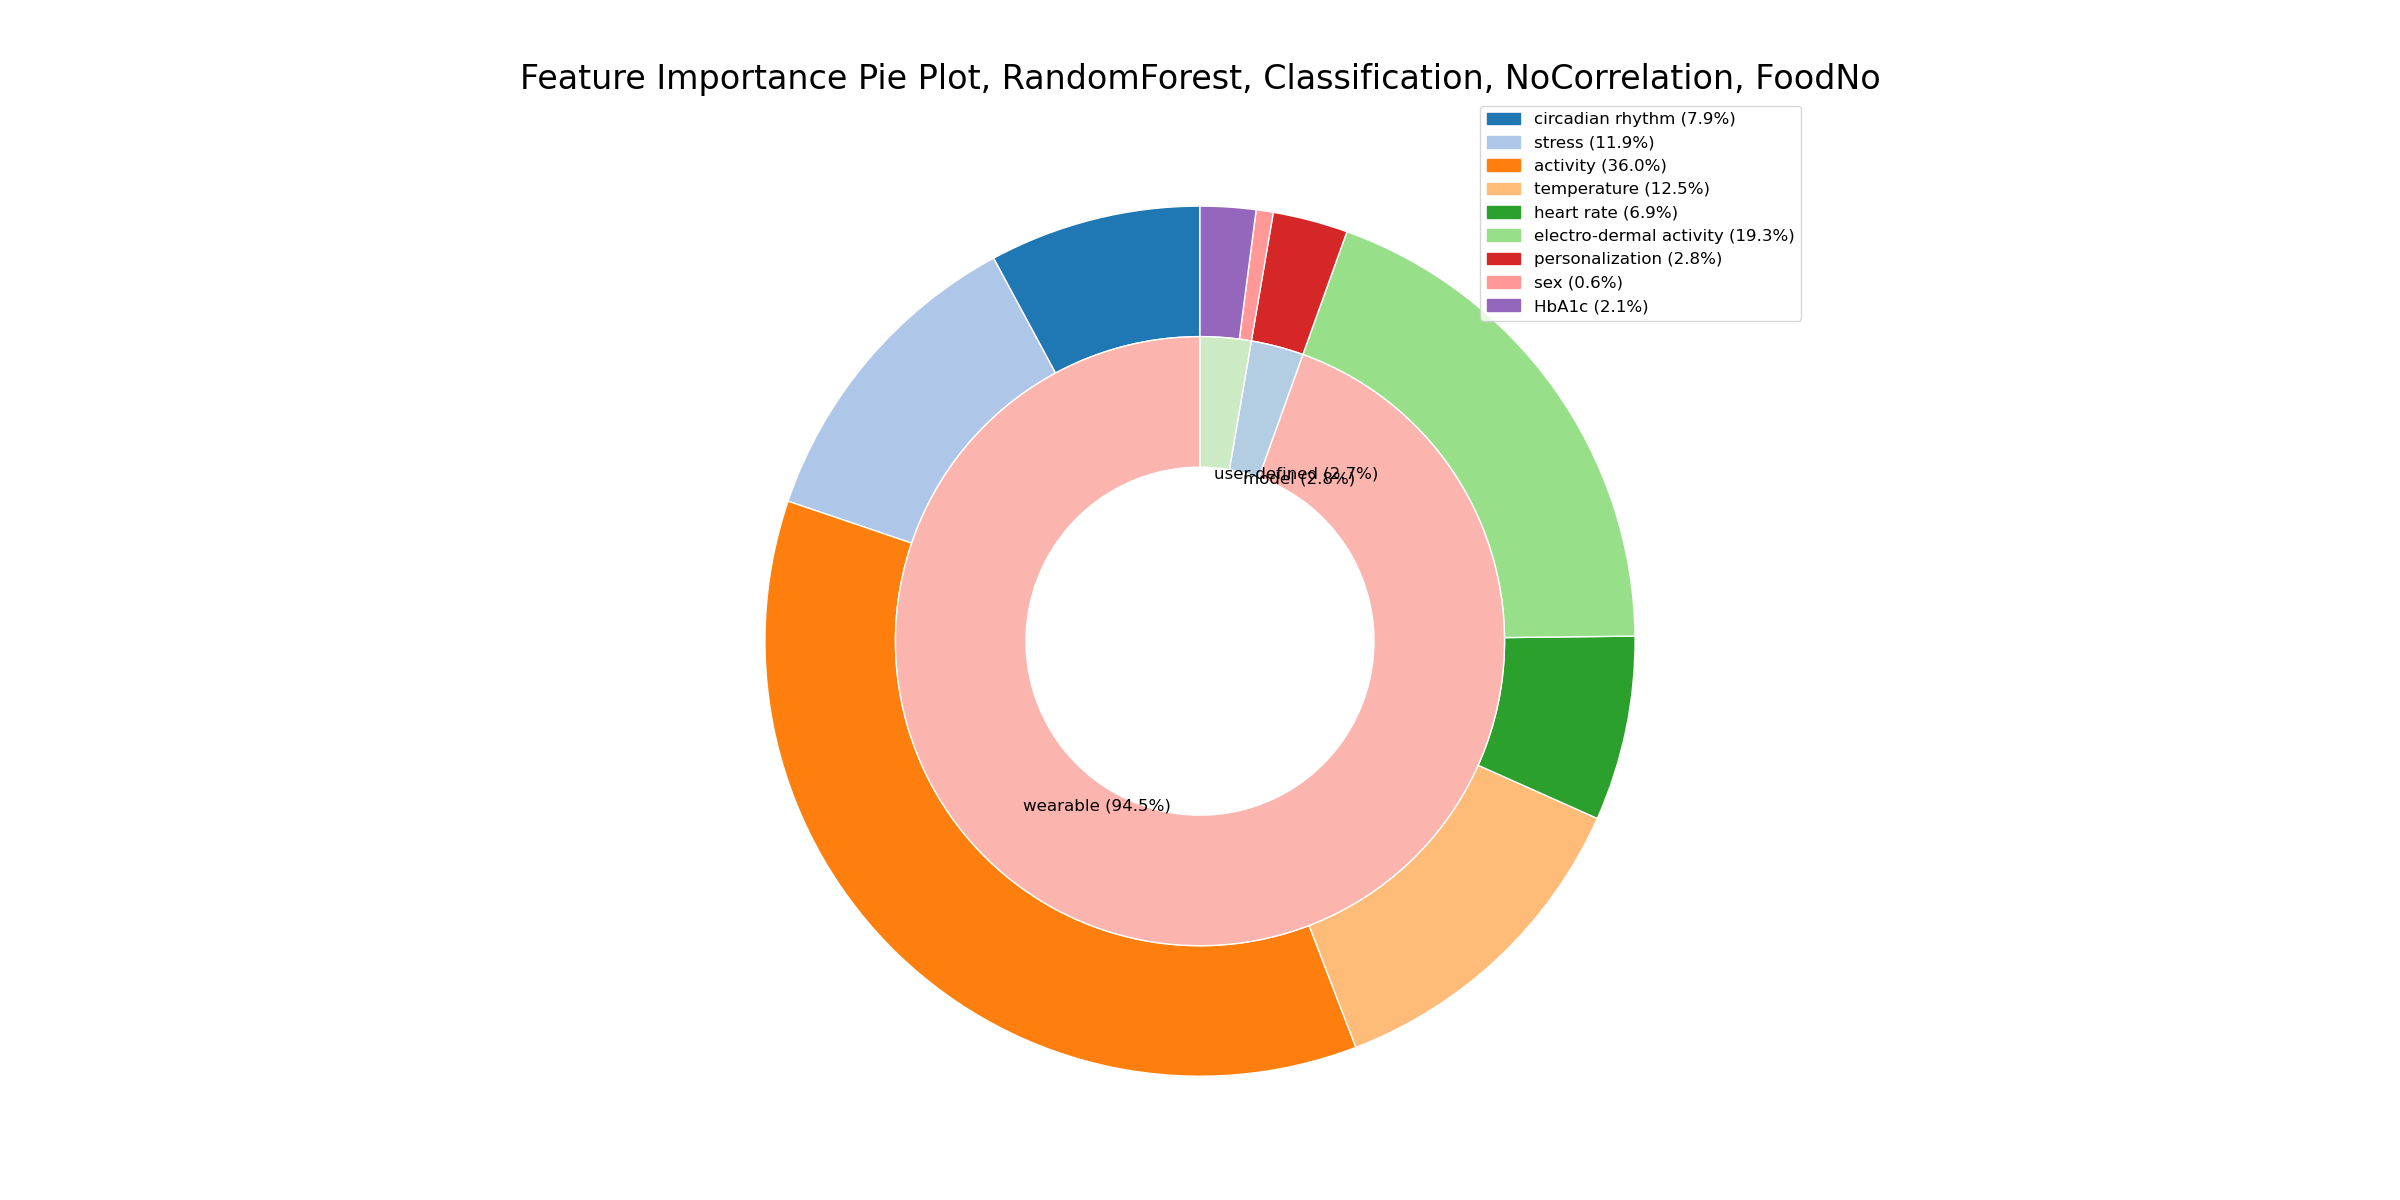 Feature Importance Pie Plot, RandomForest, Classification, NoCorrelation, FoodNo
circadian rhythm (7.9%)
stress (11.9%)
activity (36.0%)
temperature (12.5%)
heart rate (6.9%)
electro-dermal activity (19.3%)
personalization (2.8%)
sex (0.6%)
HbA1c (2.1%)
user-defined (2.7%)
model (2.8%)
wearable (94.5%)